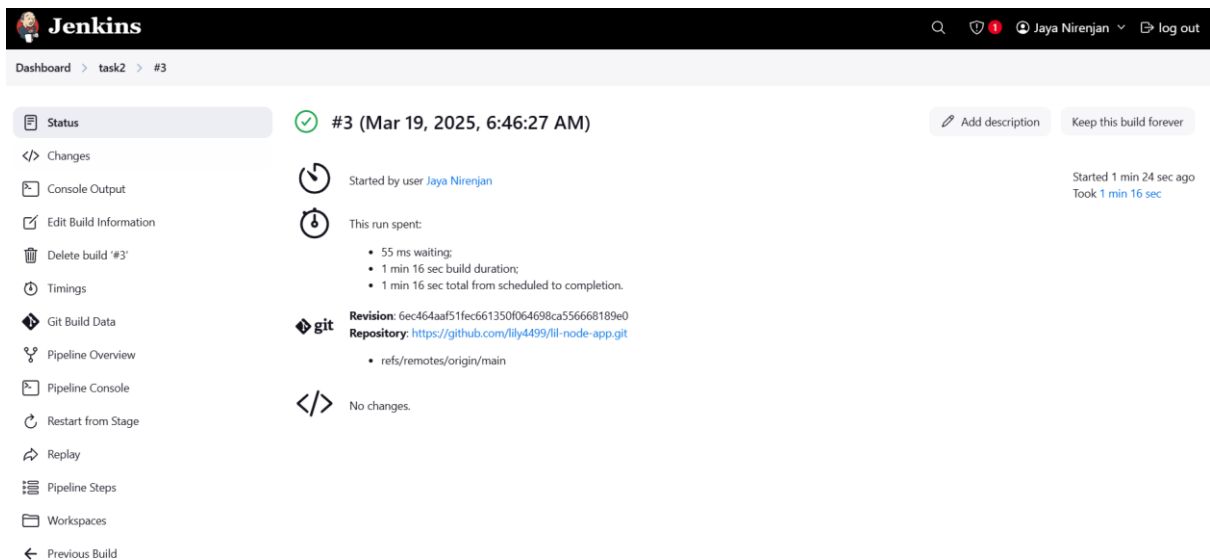 Jenkins
1
Jaya Nirenjan
log out
Dashboard > task2 > #3
Status
Changes
Console Output
Edit Build Information
Delete build '#3'
Timings
Git Build Data
Pipeline Overview
Pipeline Console
Restart from Stage
Replay
Pipeline Steps
Workspaces
Previous Build
#3 (Mar 19, 2025, 6:46:27 AM)
Add description
Keep this build forever
Started by user Jaya Nirenjan
Started 1 min 24 sec ago
Took 1 min 16 sec
This run spent:
• 55 ms waiting;
• 1 min 16 sec build duration;
• 1 min 16 sec total from scheduled to completion.
git
Revision: 6ec464aaf51fec661350f064698ca556668189e0
Repository: https://github.com/lily4499/lil-node-app.git
• refs/remotes/origin/main
</> No changes.